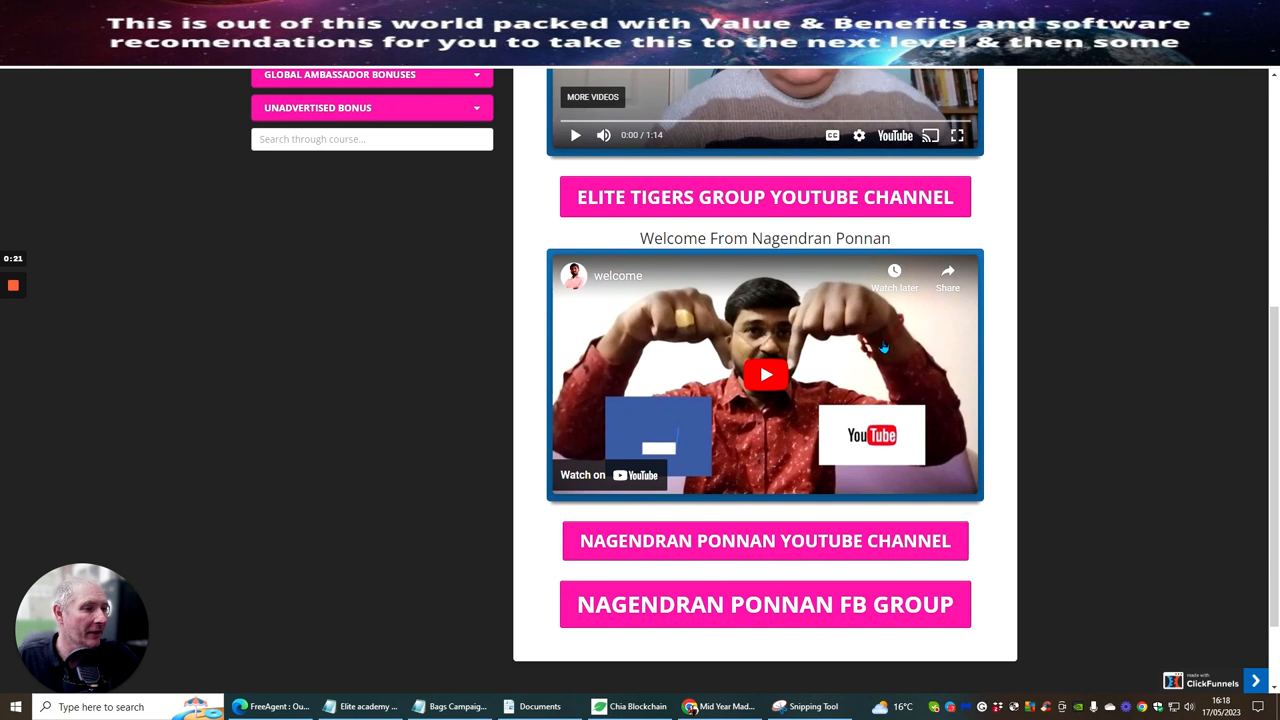 This is out of this world packed with Value & Benefits and software
recomendations for you to take this to the next level & then some
GLOBAL AMBASSADOR BONUSES
UNADVERTISED BONUS
Search through course...
MORE VIDEOS
0:00 / 1:14
CC
YouTube
ELITE TIGERS GROUP YOUTUBE CHANNEL
Welcome From Nagendran Ponnan
welcome
Watch later
Share
YouTube
Watch on YouTube
NAGENDRAN PONNAN YOUTUBE CHANNEL
NAGENDRAN PONNAN FB GROUP
0:21
made with
ClickFunnels
Type here to search
FreeAgent : Ou...
Elite academy ...
Bags Campaig...
Documents
Chia Blockchain
Mid Year Mad...
Snipping Tool
16°C
16:18
17/05/2023